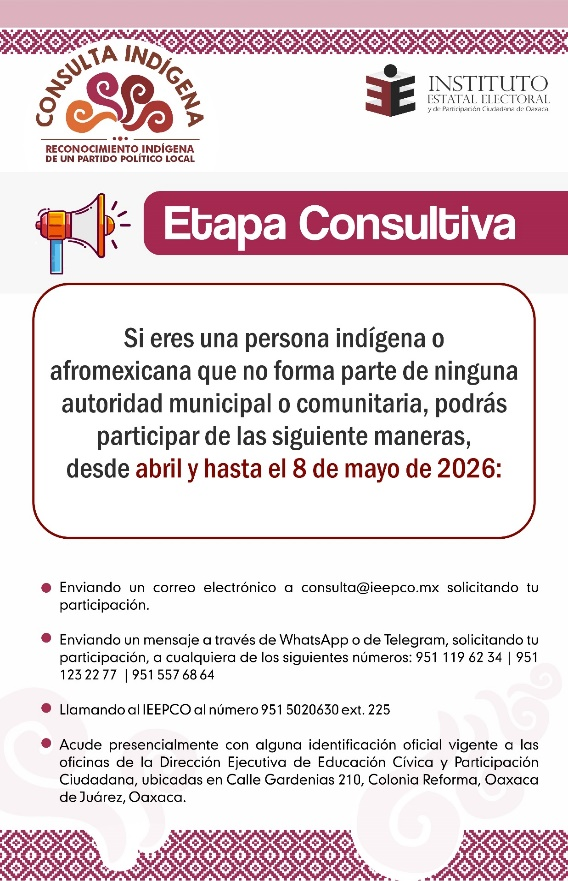 CONSULTA INDÍGENA
RECONOCIMIENTO INDÍGENA
DE UN PARTIDO POLÍTICO LOCAL
INSTITUTO
ESTATAL ELECTORAL
y de Participación Ciudadana de Oaxaca
Etapa Consultiva
Si eres una persona indígena o
afromexicana que no forma parte de ninguna
autoridad municipal o comunitaria, podrás
participar de las siguiente maneras,
desde abril y hasta el 8 de mayo de 2026:
Enviando un correo electrónico a consulta@ieepco.mx solicitando tu
participación.
Enviando un mensaje a través de WhatsApp o de Telegram, solicitando tu
participación, a cualquiera de los siguientes números: 951 119 62 34 | 951
123 22 77 | 951 557 68 64
Llamando al IEEPCO al número 951 5020630 ext. 225
Acude presencialmente con alguna identificación oficial vigente a las
oficinas de la Dirección Ejecutiva de Educación Cívica y Participación
Ciudadana, ubicadas en Calle Gardenias 210, Colonia Reforma, Oaxaca
de Juárez, Oaxaca.